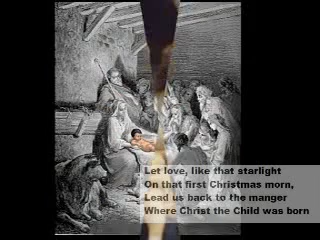 Let love, like that starlight
On that first Christmas morn,
Lead us back to the manger
Where Christ the Child was born